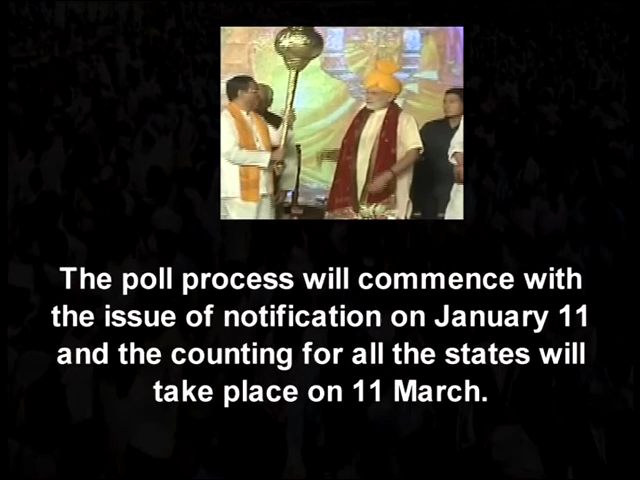 The poll process will commence with
the issue of notification on January 11
and the counting for all the states will
take place on 11 March.